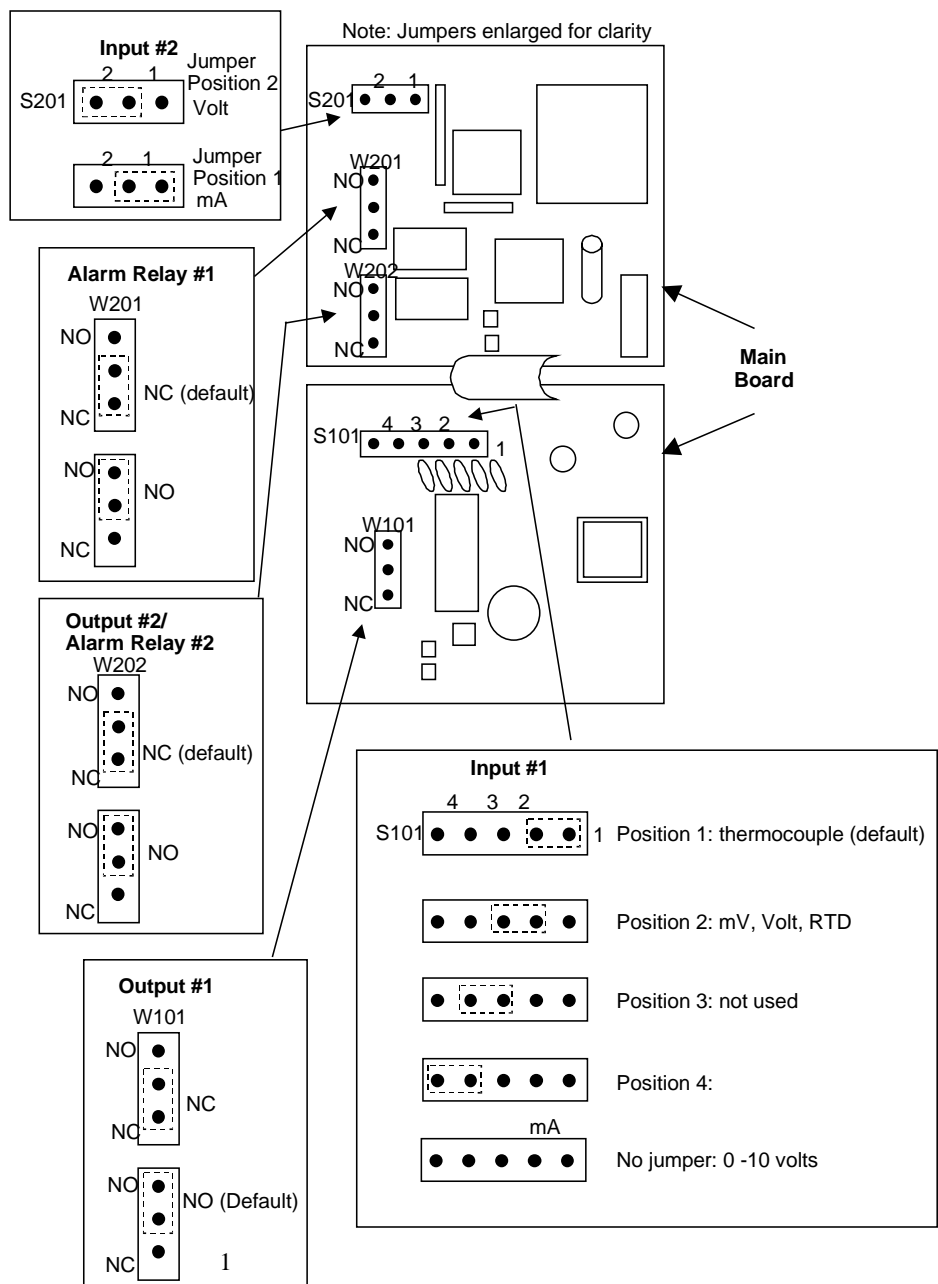 Note: Jumpers enlarged for clarity
Input #2
2 1
Jumper
Position 2
S201
Volt
2 1
Jumper
Position 1
mA
S201
2 1
W201
NO
NC
W202
NO
NC
Main
Board
Alarm Relay #1
W201
NO
NC (default)
NC
NO
NO
NC
S101
4 3 2
1
W101
NO
NC
Output #2/
Alarm Relay #2
W202
NO
NC (default)
NC
NO
NO
NC
Input #1
4 3 2
S101
1
Position 1: thermocouple (default)
Position 2: mV, Volt, RTD
Position 3: not used
Position 4:
mA
No jumper: 0 -10 volts
Output #1
W101
NO
NC
NC
NO
NO (Default)
NC
1